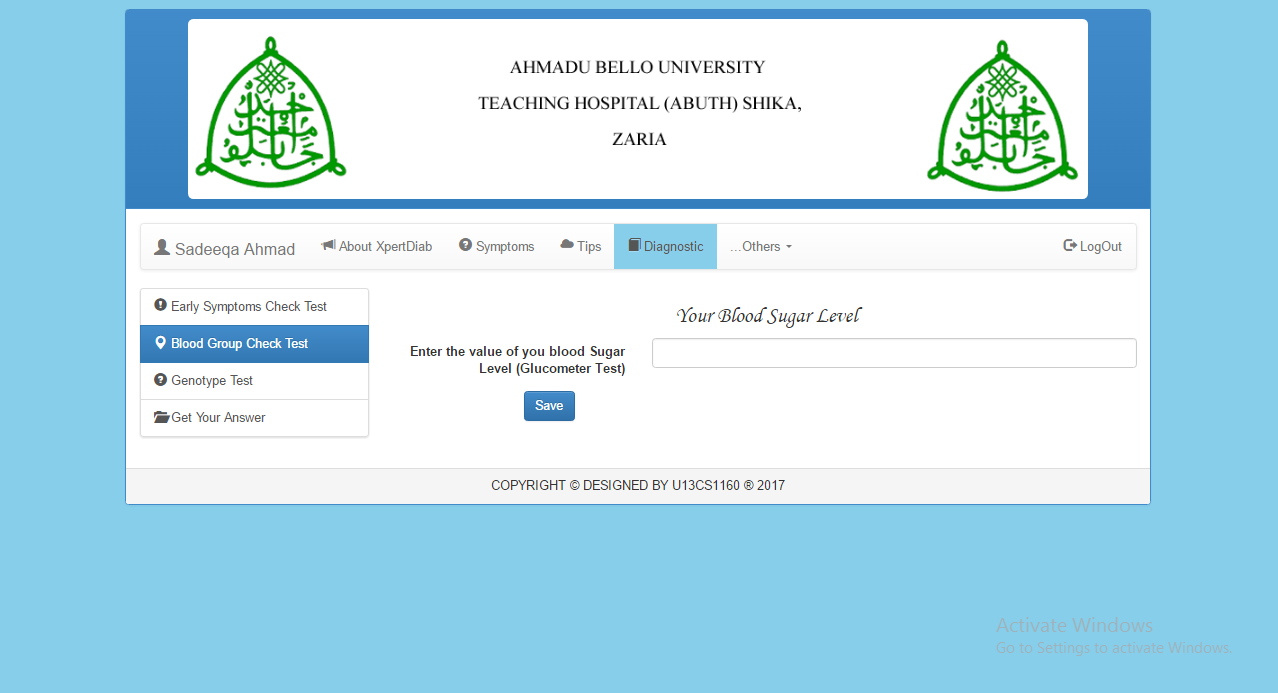 AHMADU BELLO UNIVERSITY
TEACHING HOSPITAL (ABUTH) SHIKA,
ZARIA
Sadeeqa Ahmad About XpertDiab Symptoms Tips Diagnostic ...Others LogOut
Early Symptoms Check Test
Blood Group Check Test
Genotype Test
Get Your Answer
Your Blood Sugar Level
Enter the value of you blood Sugar
Level (Glucometer Test)
Save
COPYRIGHT © DESIGNED BY U13CS1160 ® 2017
Activate Windows
Go to Settings to activate Windows.